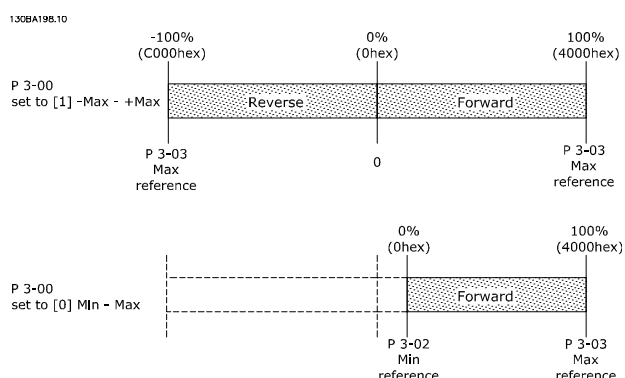 130BA198.10
-100%
(C000hex)
0%
(0hex)
100%
(4000hex)
P 3-00
set to [1] -Max - +Max
Reverse
Forward
P 3-03
Max
reference
0
P 3-03
Max
reference
0%
(0hex)
100%
(4000hex)
P 3-00
set to [0] Min - Max
Forward
P 3-02
Min
reference
P 3-03
Max
reference